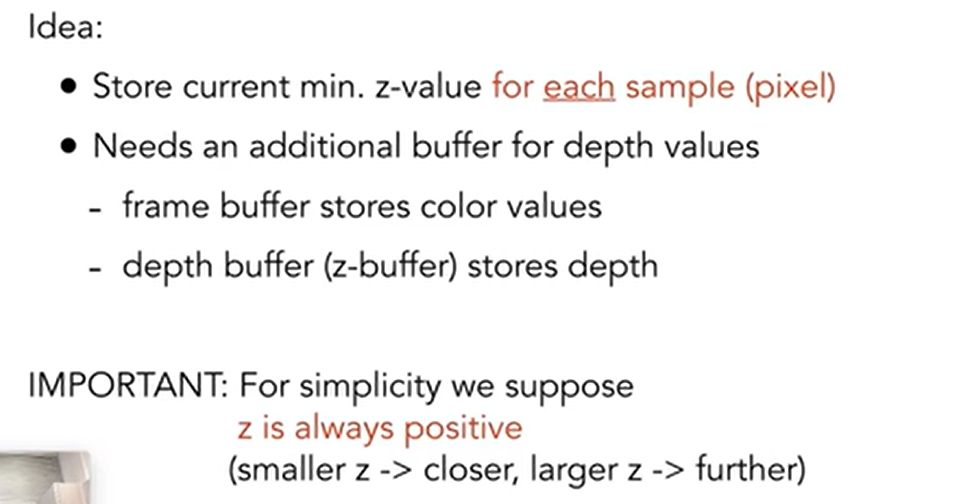 Idea:
• Store current min. z-value for each sample (pixel)
• Needs an additional buffer for depth values
- frame buffer stores color values
- depth buffer (z-buffer) stores depth
IMPORTANT: For simplicity we suppose
z is always positive
(smaller z -> closer, larger z -> further)